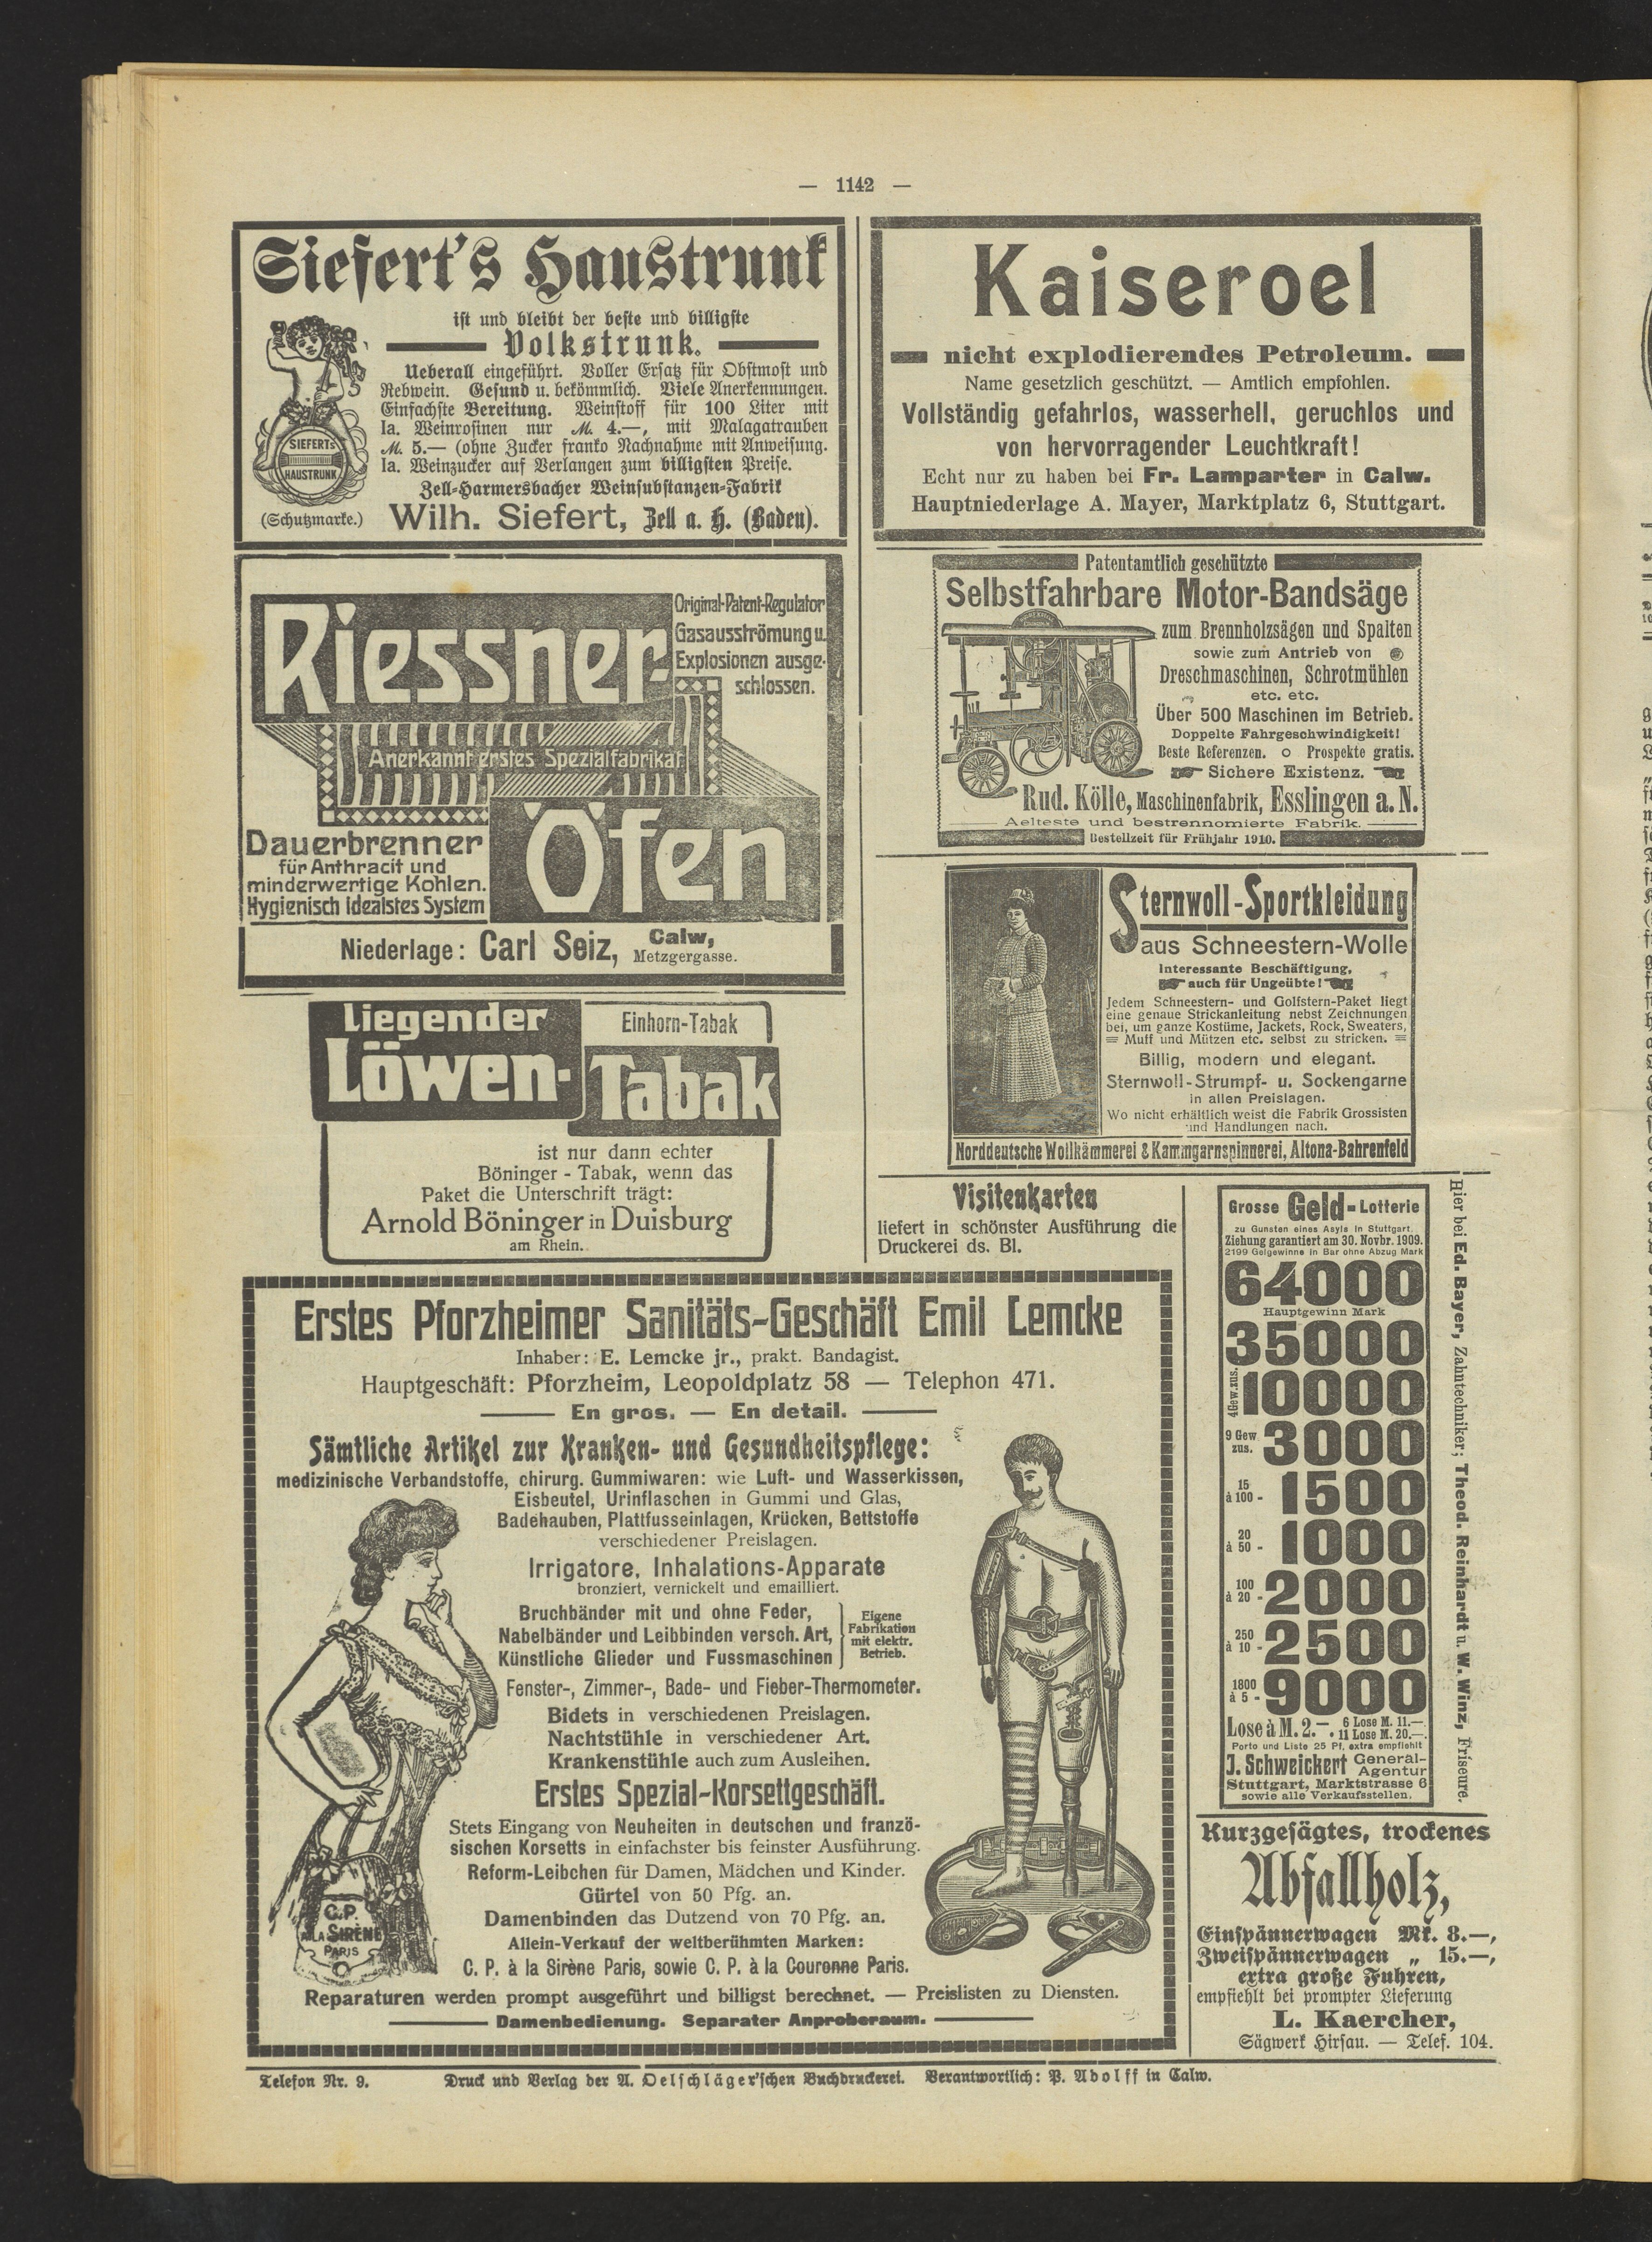 — 1142 —
Siefert's Haustrunk
ist und bleibt der beste und billigste
Volkstrunk.
Ueberall eingeführt. Voller Ersatz für Obstmost und
Rebwein. Gesund u. bekömmlich. Viele Anerkennungen.
Einfachste Bereitung. Weinstoff für 100 Liter mit
Ia. Weinrosinen nur M. 4.—, mit Malagatrauben
M. 5.— (ohne Zucker franko Nachnahme mit Anweisung.
Ia. Weinzucker auf Verlangen zum billigsten Preise.
Zell-Harmersbacher Weinsubstanzen-Fabrik
Wilh. Siefert, Zell a. H. (Baden).
SIEFERTS
HAUSTRUNK
(Schutzmarke.)
Riessner-
Original-Patent-Regulator
Gasausströmung u.
Explosionen ausge-
schlossen.
Anerkannt erstes Spezialfabrikat
Öfen
Dauerbrenner
für Anthracit und
minderwertige Kohlen.
Hygienisch idealstes System
Niederlage: Carl Seiz, Calw,
Metzgergasse.
Liegender
Löwen-
Einhorn-Tabak
Tabak
ist nur dann echter
Böninger-Tabak, wenn das
Paket die Unterschrift trägt:
Arnold Böninger in Duisburg
am Rhein.
Kaiseroel
nicht explodierendes Petroleum.
Name gesetzlich geschützt. — Amtlich empfohlen.
Vollständig gefahrlos, wasserhell, geruchlos und
von hervorragender Leuchtkraft!
Echt nur zu haben bei Fr. Lamparter in Calw.
Hauptniederlage A. Mayer, Marktplatz 6, Stuttgart.
Patentamtlich geschützte
Selbstfahrbare Motor-Bandsäge
zum Brennholzsägen und Spalten
sowie zum Antrieb von
Dreschmaschinen, Schrotmühlen
etc. etc.
Über 500 Maschinen im Betrieb.
Doppelte Fahrgeschwindigkeit!
Beste Referenzen. o Prospekte gratis.
Sichere Existenz.
Rud. Kölle, Maschinenfabrik, Esslingen a. N.
Aelteste und bestrennomierte Fabrik.
Bestellzeit für Frühjahr 1910.
Sternwoll-Sportkleidung
aus Schneestern-Wolle
Interessante Beschäftigung,
auch für Ungeübte!
Jedem Schneestern- und Golfstern-Paket liegt
eine genaue Strickanleitung nebst Zeichnungen
bei, um ganze Kostüme, Jackets, Rock, Sweaters,
Muff und Mützen etc. selbst zu stricken.
Billig, modern und elegant.
Sternwoll-Strumpf- u. Sockengarne
in allen Preislagen.
Wo nicht erhältlich weist die Fabrik Grossisten
und Handlungen nach.
Norddeutsche Wollkämmerei & Kammgarnspinnerei, Altona-Bahrenfeld
Visitenkarten
liefert in schönster Ausführung die
Druckerei ds. Bl.
Erstes Pforzheimer Sanitäts-Geschäft Emil Lemcke
Inhaber: E. Lemcke jr., prakt. Bandagist.
Hauptgeschäft: Pforzheim, Leopoldplatz 58 — Telephon 471.
En gros. — En detail.
Sämtliche Artikel zur Kranken- und Gesundheitspflege:
medizinische Verbandstoffe, chirurg. Gummiwaren: wie Luft- und Wasserkissen,
Eisbeutel, Urinflaschen in Gummi und Glas,
Badehauben, Plattfusseinlagen, Krücken, Bettstoffe
verschiedener Preislagen.
Irrigatore, Inhalations-Apparate
bronziert, vernickelt und emailliert.
Bruchbänder mit und ohne Feder,
Nabelbänder und Leibbinden versch. Art,
Künstliche Glieder und Fussmaschinen
Eigene
Fabrikation
mit elektr.
Betrieb.
Fenster-, Zimmer-, Bade- und Fieber-Thermometer.
Bidets in verschiedenen Preislagen.
Nachtstühle in verschiedener Art.
Krankenstühle auch zum Ausleihen.
Erstes Spezial-Korsettgeschäft.
Stets Eingang von Neuheiten in deutschen und franzö-
sischen Korsetts in einfachster bis feinster Ausführung.
Reform-Leibchen für Damen, Mädchen und Kinder.
Gürtel von 50 Pfg. an.
Damenbinden das Dutzend von 70 Pfg. an.
Allein-Verkauf der weltberühmten Marken:
C. P. à la Sirène Paris, sowie C. P. à la Couronne Paris.
C.P.
A LA SIRÈNE
PARIS
Reparaturen werden prompt ausgeführt und billigst berechnet. — Preislisten zu Diensten.
Damenbedienung. Separater Anproberaum.
Grosse Geld-Lotterie
zu Gunsten eines Asyls in Stuttgart.
Ziehung garantiert am 30. Novbr. 1909.
2199 Gelgewinne in Bar ohne Abzug Mark
64000
Hauptgewinn Mark
35000
4Gew.zus. 10000
9 Gew zus. 3000
15 à 100 - 1500
20 à 50 - 1000
100 à 20 - 2000
250 à 10 - 2500
1800 à 5 - 9000
Lose à M. 2.—. 6 Lose M. 11.—.
11 Lose M. 20.—.
Porto und Liste 25 Pf. extra empfiehlt
J. Schweickert General-
Agentur
Stuttgart, Marktstrasse 6
sowie alle Verkaufsstellen.
Hier bei Ed. Bayer, Zahntechniker; Theod. Reinhardt u. W. Winz, Friseure.
Kurzgesägtes, trockenes
Abfallholz,
Einspännerwagen Mk. 8.—,
Zweispännerwagen „ 15.—,
extra große Fuhren,
empfiehlt bei prompter Lieferung
L. Kaercher,
Sägwerk Hirsau. — Telef. 104.
Telefon Nr. 9. Druck und Verlag der A. Oelschläger'schen Buchdruckerei. Verantwortlich: P. Adolff in Calw.